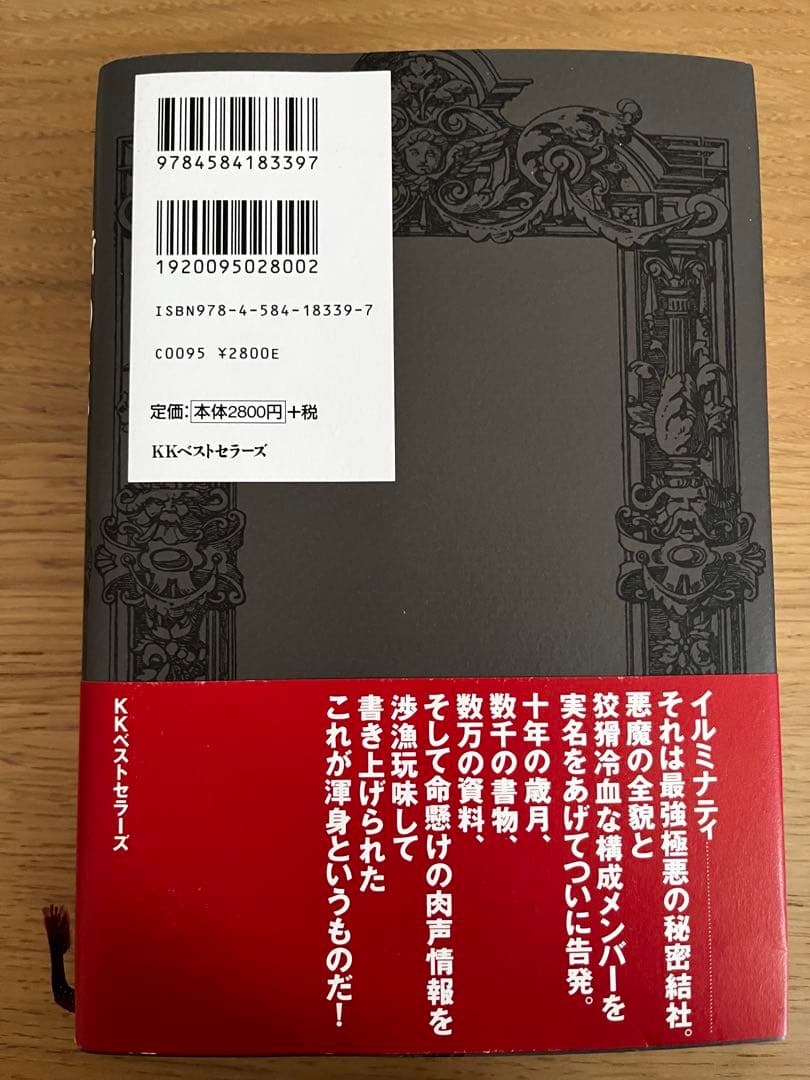 9784584183397
1920095028002
ISBN978-4-584-18339-7
C0095 ¥2800E
定価：本体2800円+税
KKベストセラーズ
イルミナティ………
それは最強極悪の秘密結社。
悪魔の全貌と
狡猾冷血な構成メンバーを
実名をあげてついに告発。
十年の歳月、
数千の書物、
数万の資料、
そして命懸けの肉声情報を
渉漁玩味して
書き上げられた
これが渾身というものだ！
KKベストセラーズ